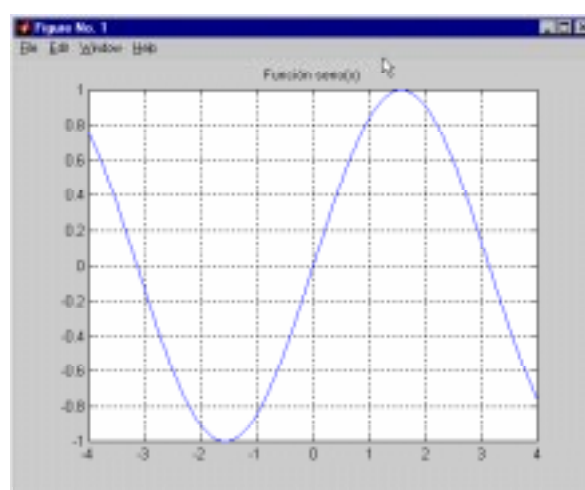 Figure No. 1
File Edit Window Help
Función seno(x)
1
0.8
0.6
0.4
0.2
0
-0.2
-0.4
-0.6
-0.8
-1
-4 -3 -2 -1 0 1 2 3 4